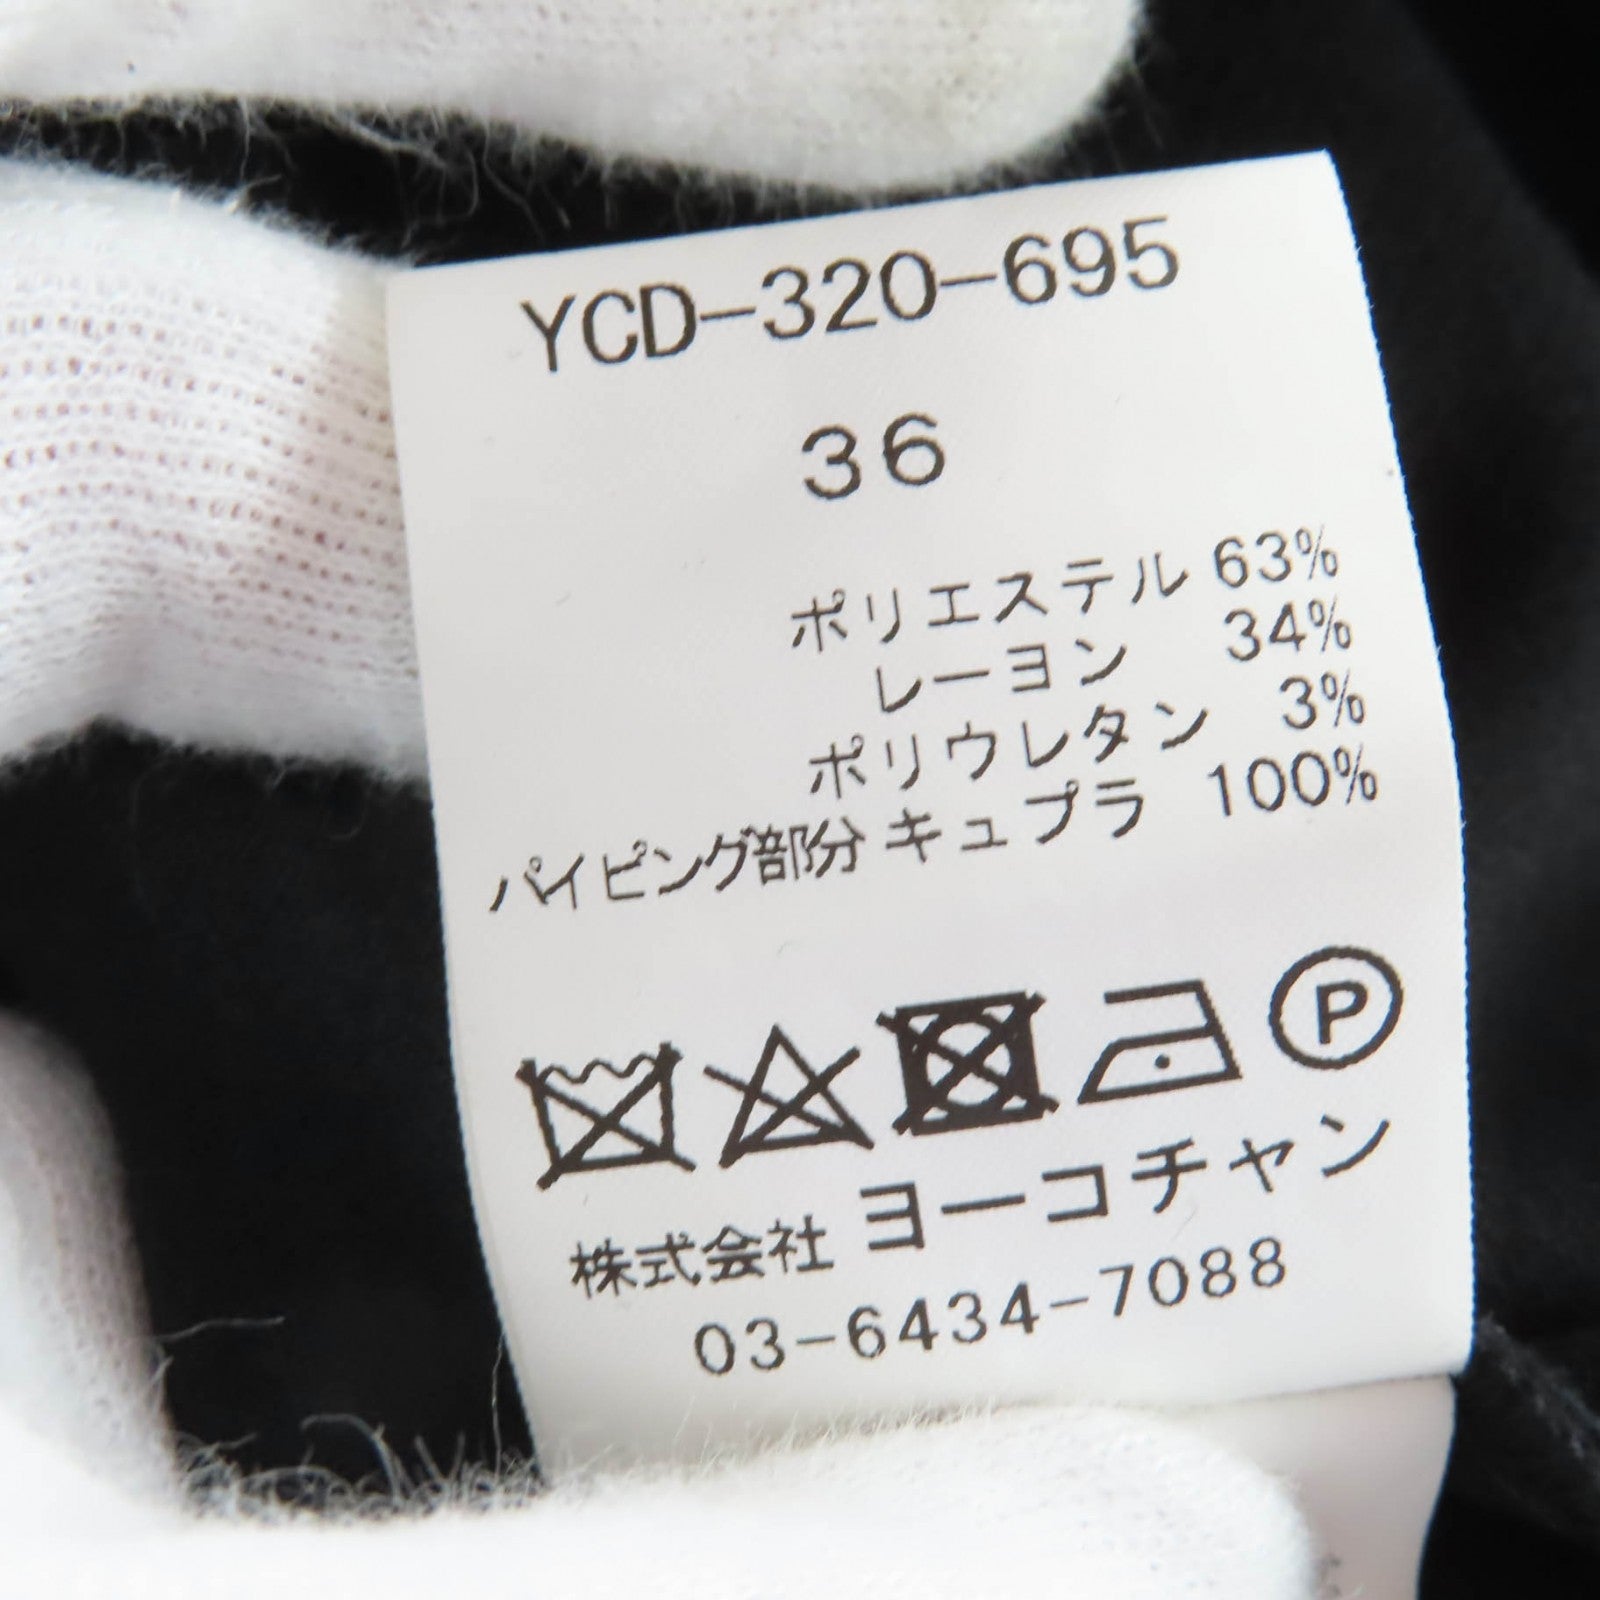 YCD-320-695
36
ポリエステル 63%
レーヨン 34%
ポリウレタン 3%
パイピング部分 キュプラ 100%
P
株式会社 ヨーコチャン
03-6434-7088